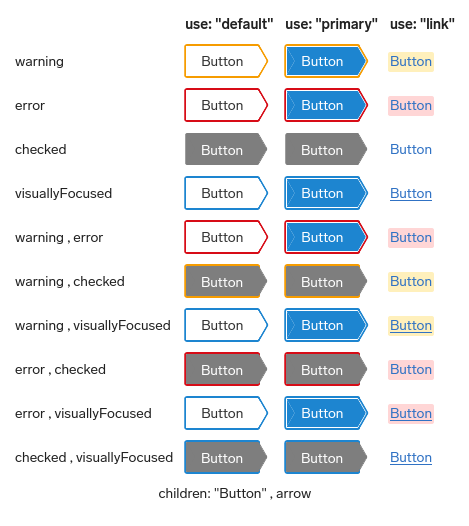 use: "default" use: "primary" use: "link"
warning Button Button Button
error Button Button Button
checked Button Button Button
visuallyFocused Button Button Button
warning , error Button Button Button
warning , checked Button Button Button
warning , visuallyFocused Button Button Button
error , checked Button Button Button
error , visuallyFocused Button Button Button
checked , visuallyFocused Button Button Button
children: "Button" , arrow